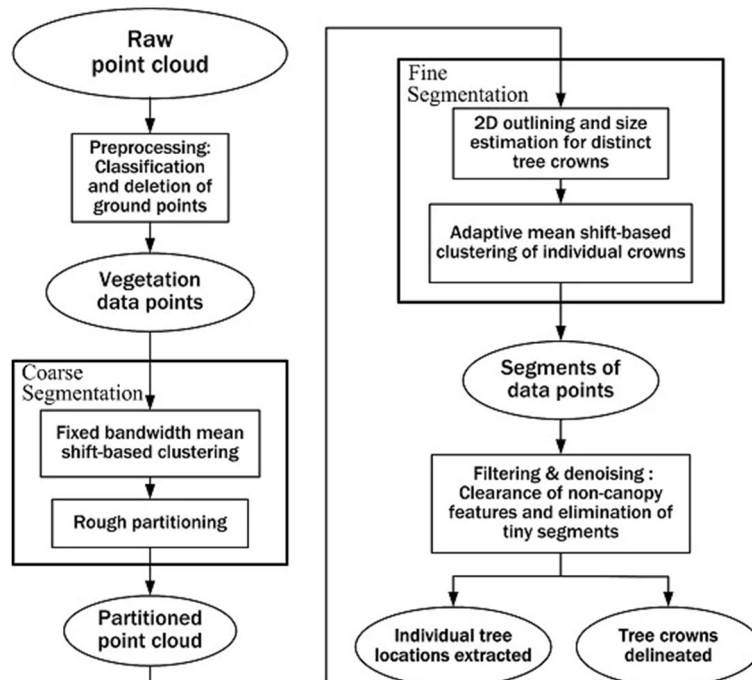 Raw
point cloud
Preprocessing:
Classification
and deletion of
ground points
Vegetation
data points
Coarse
Segmentation
Fixed bandwidth mean
shift-based clustering
Rough partitioning
Partitioned
point cloud
Fine
Segmentation
2D outlining and size
estimation for distinct
tree crowns
Adaptive mean shift-based
clustering of individual crowns
Segments of
data points
Filtering & denoising :
Clearance of non-canopy
features and elimination of
tiny segments
Individual tree
locations extracted
Tree crowns
delineated